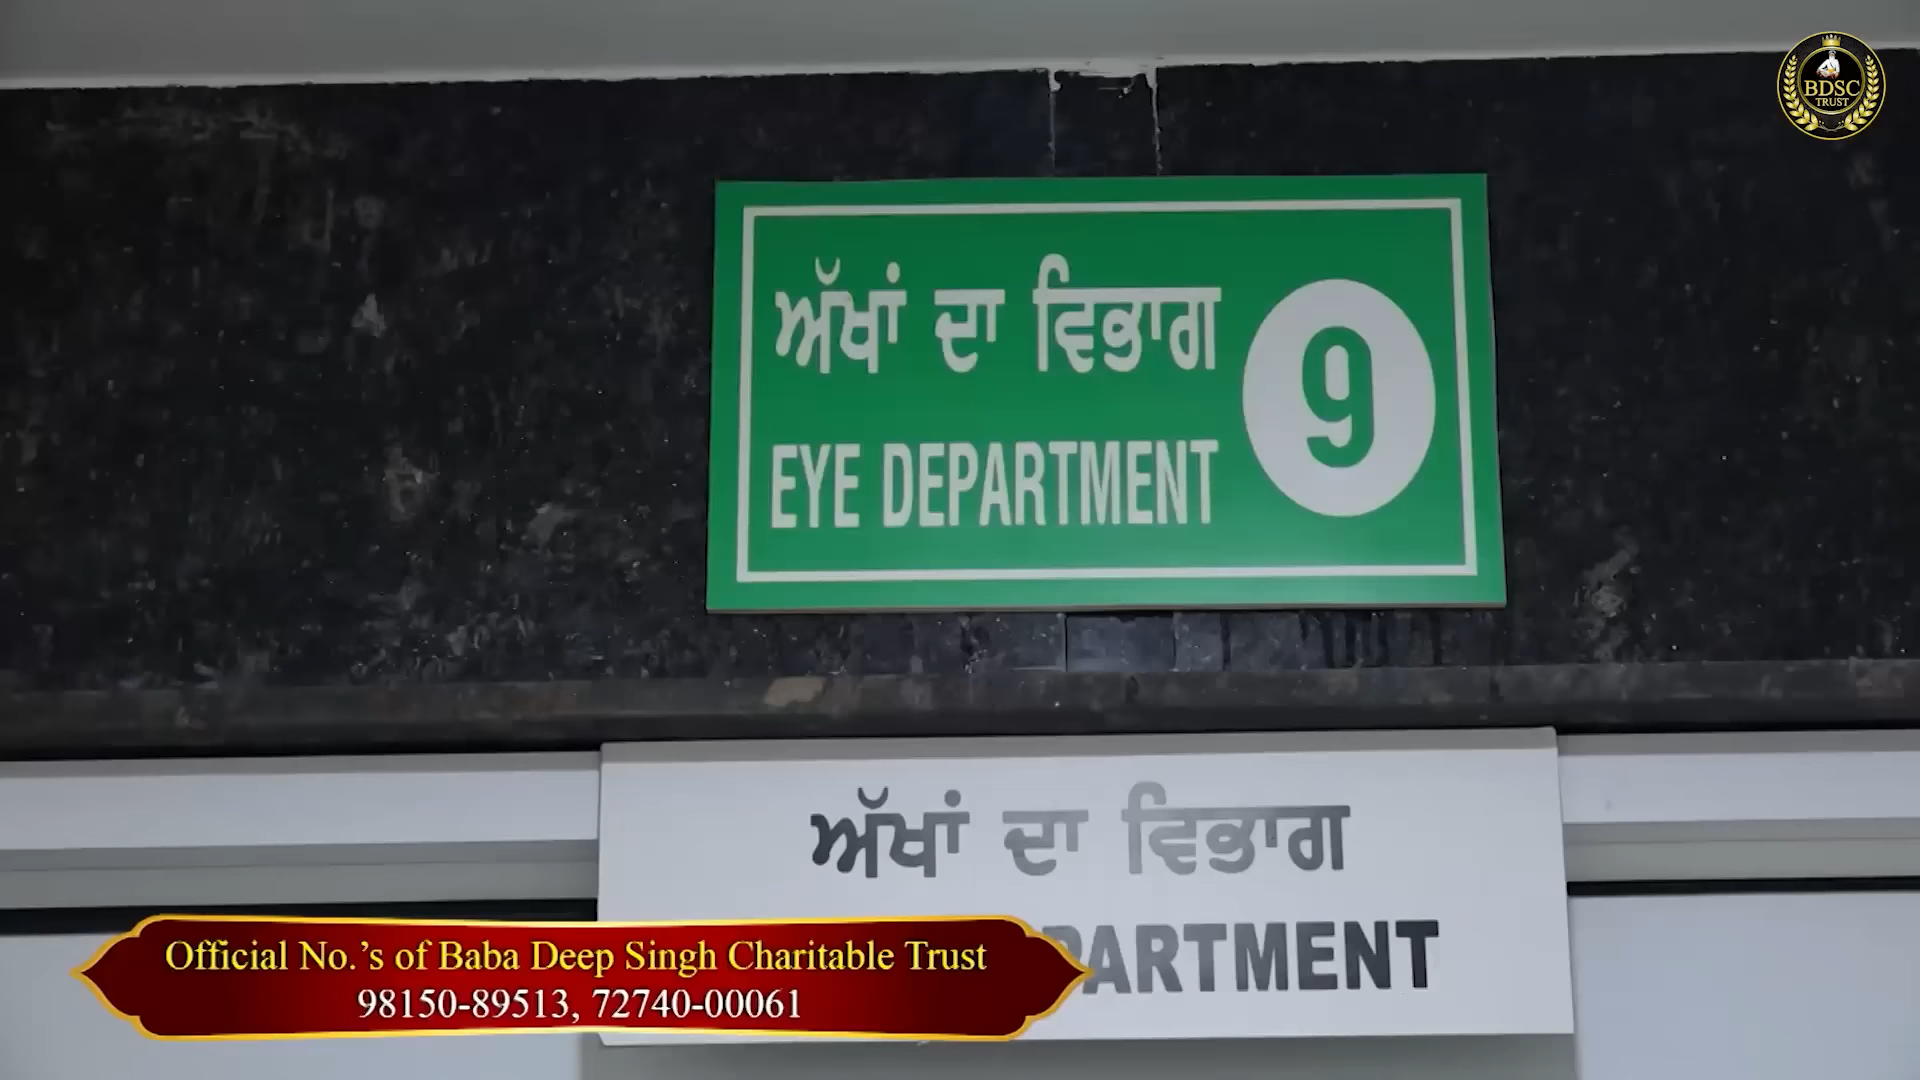 BDSC
TRUST
ਅੱਖਾਂ ਦਾ ਵਿਭਾਗ
EYE DEPARTMENT
9
ਅੱਖਾਂ ਦਾ ਵਿਭਾਗ
PARTMENT
Official No.’s of Baba Deep Singh Charitable Trust
98150-89513, 72740-00061